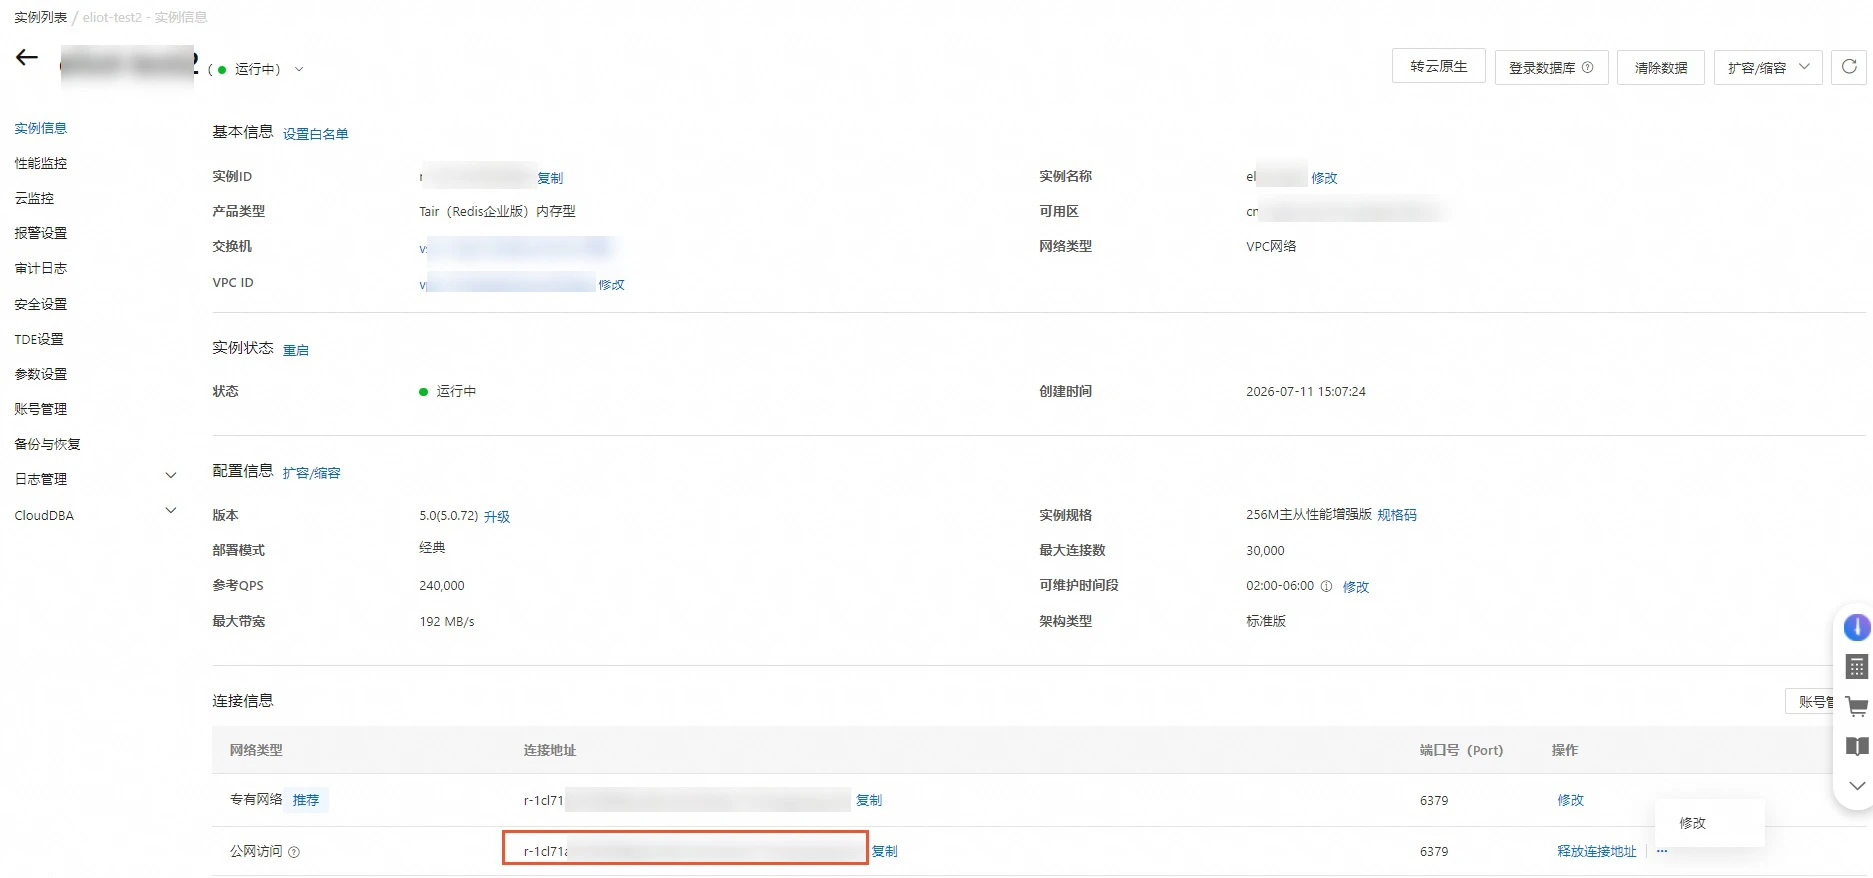 实例列表 / eliot-test2 - 实例信息
(运行中)
转云原生 登录数据库 清除数据 扩容/缩容
实例信息
性能监控
云监控
报警设置
审计日志
安全设置
TDE设置
参数设置
账号管理
备份与恢复
日志管理
CloudDBA
基本信息 设置白名单
实例ID r 复制 实例名称 el 修改
产品类型 Tair（Redis企业版）内存型 可用区 cn
交换机 网络类型 VPC网络
VPC ID 修改
实例状态 重启
状态 运行中 创建时间 2026-07-11 15:07:24
配置信息 扩容/缩容
版本 5.0(5.0.72) 升级 实例规格 256M主从性能增强版 规格码
部署模式 经典 最大连接数 30,000
参考QPS 240,000 可维护时间段 02:00-06:00 修改
最大带宽 192 MB/s 架构类型 标准版
连接信息 账号
网络类型 连接地址 端口号（Port) 操作
专有网络 推荐 r-1cl71 复制 6379 修改
修改
公网访问 r-1cl71a 复制 6379 释放连接地址 ···